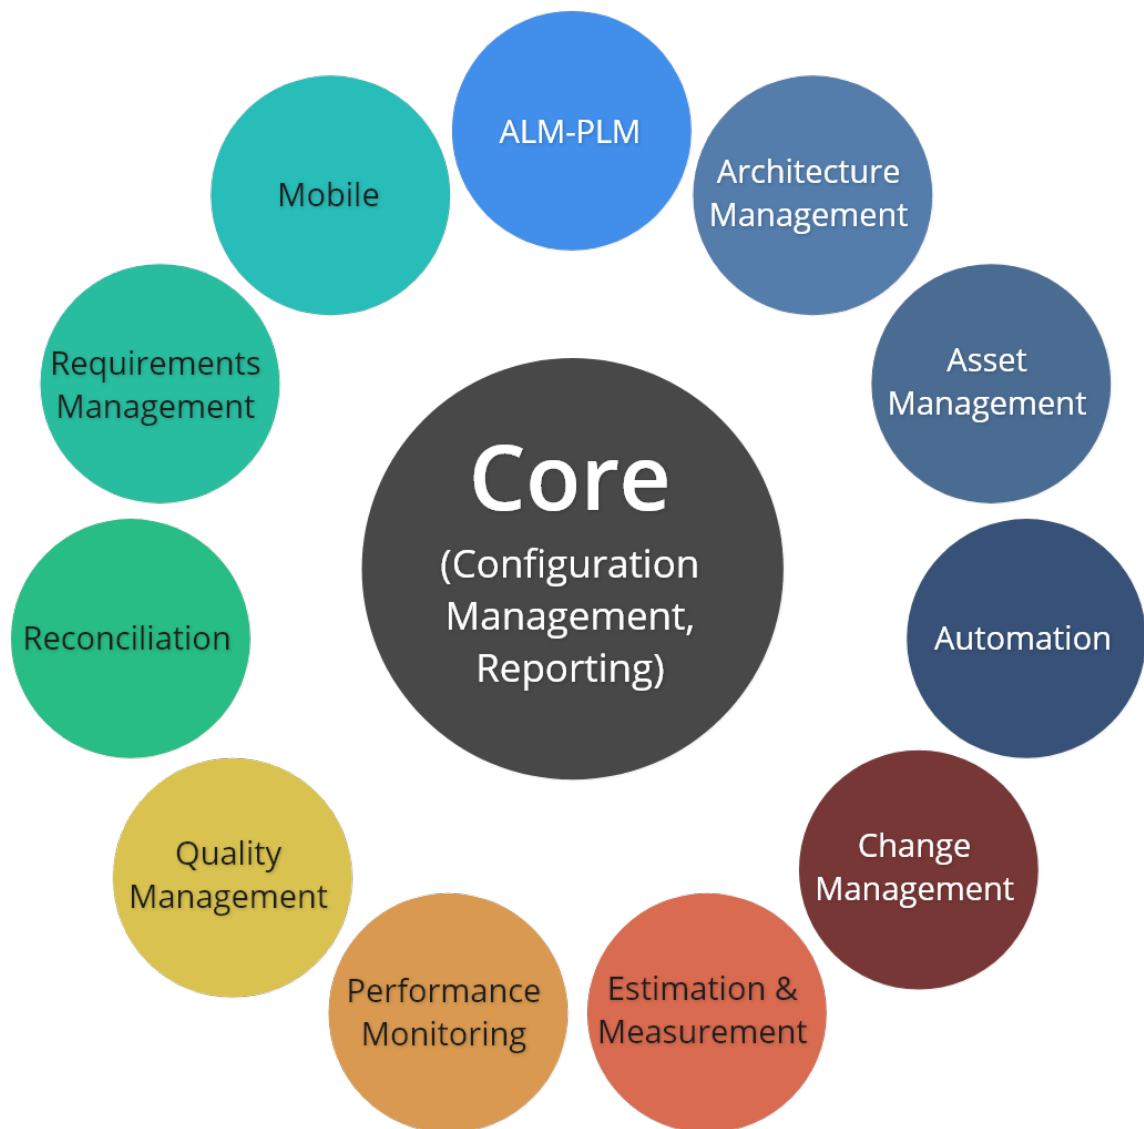 ALM-PLM
Architecture
Management
Asset
Management
Automation
Change
Management
Estimation &
Measurement
Performance
Monitoring
Quality
Management
Reconciliation
Requirements
Management
Mobile
Core
(Configuration
Management,
Reporting)